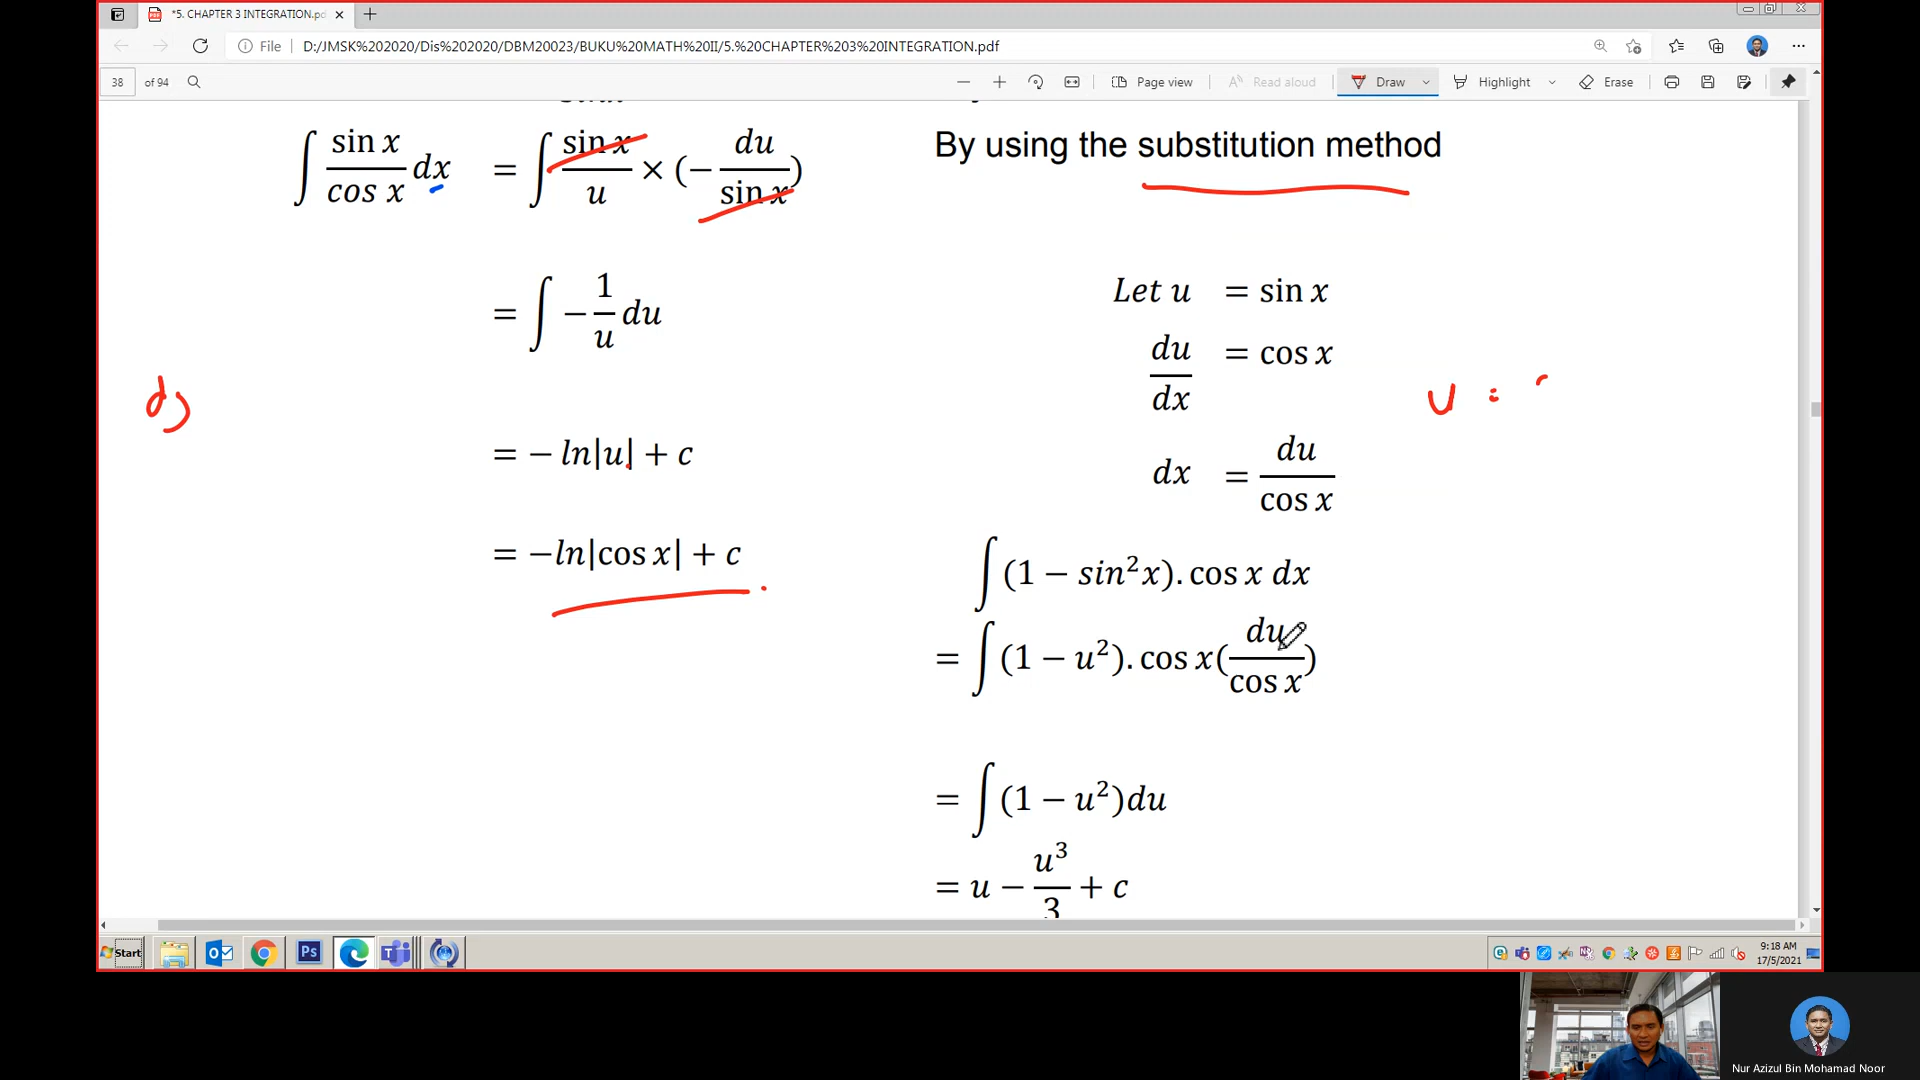 *5. CHAPTER 3 INTEGRATION.pdf
File D:/JMSK%202020/Dis%202020/DBM20023/BUKU%20MATH%20II/5.%20CHAPTER%203%20INTEGRATION.pdf
38 of 94 Page view Read aloud Draw Highlight Erase
∫ sin x / cos x dx = ∫ sin x / u × (− du / sin x)
= ∫ − 1/u du
= − ln|u| + c
= −ln|cos x| + c
By using the substitution method
Let u = sin x
du/dx = cos x
u =
dx = du / cos x
∫ (1 − sin²x). cos x dx
= ∫ (1 − u²). cos x( du / cos x )
= ∫ (1 − u²)du
= u − u³/3 + c
Start
Ps
9:18 AM
17/5/2021
Nur Azizul Bin Mohamad Noor